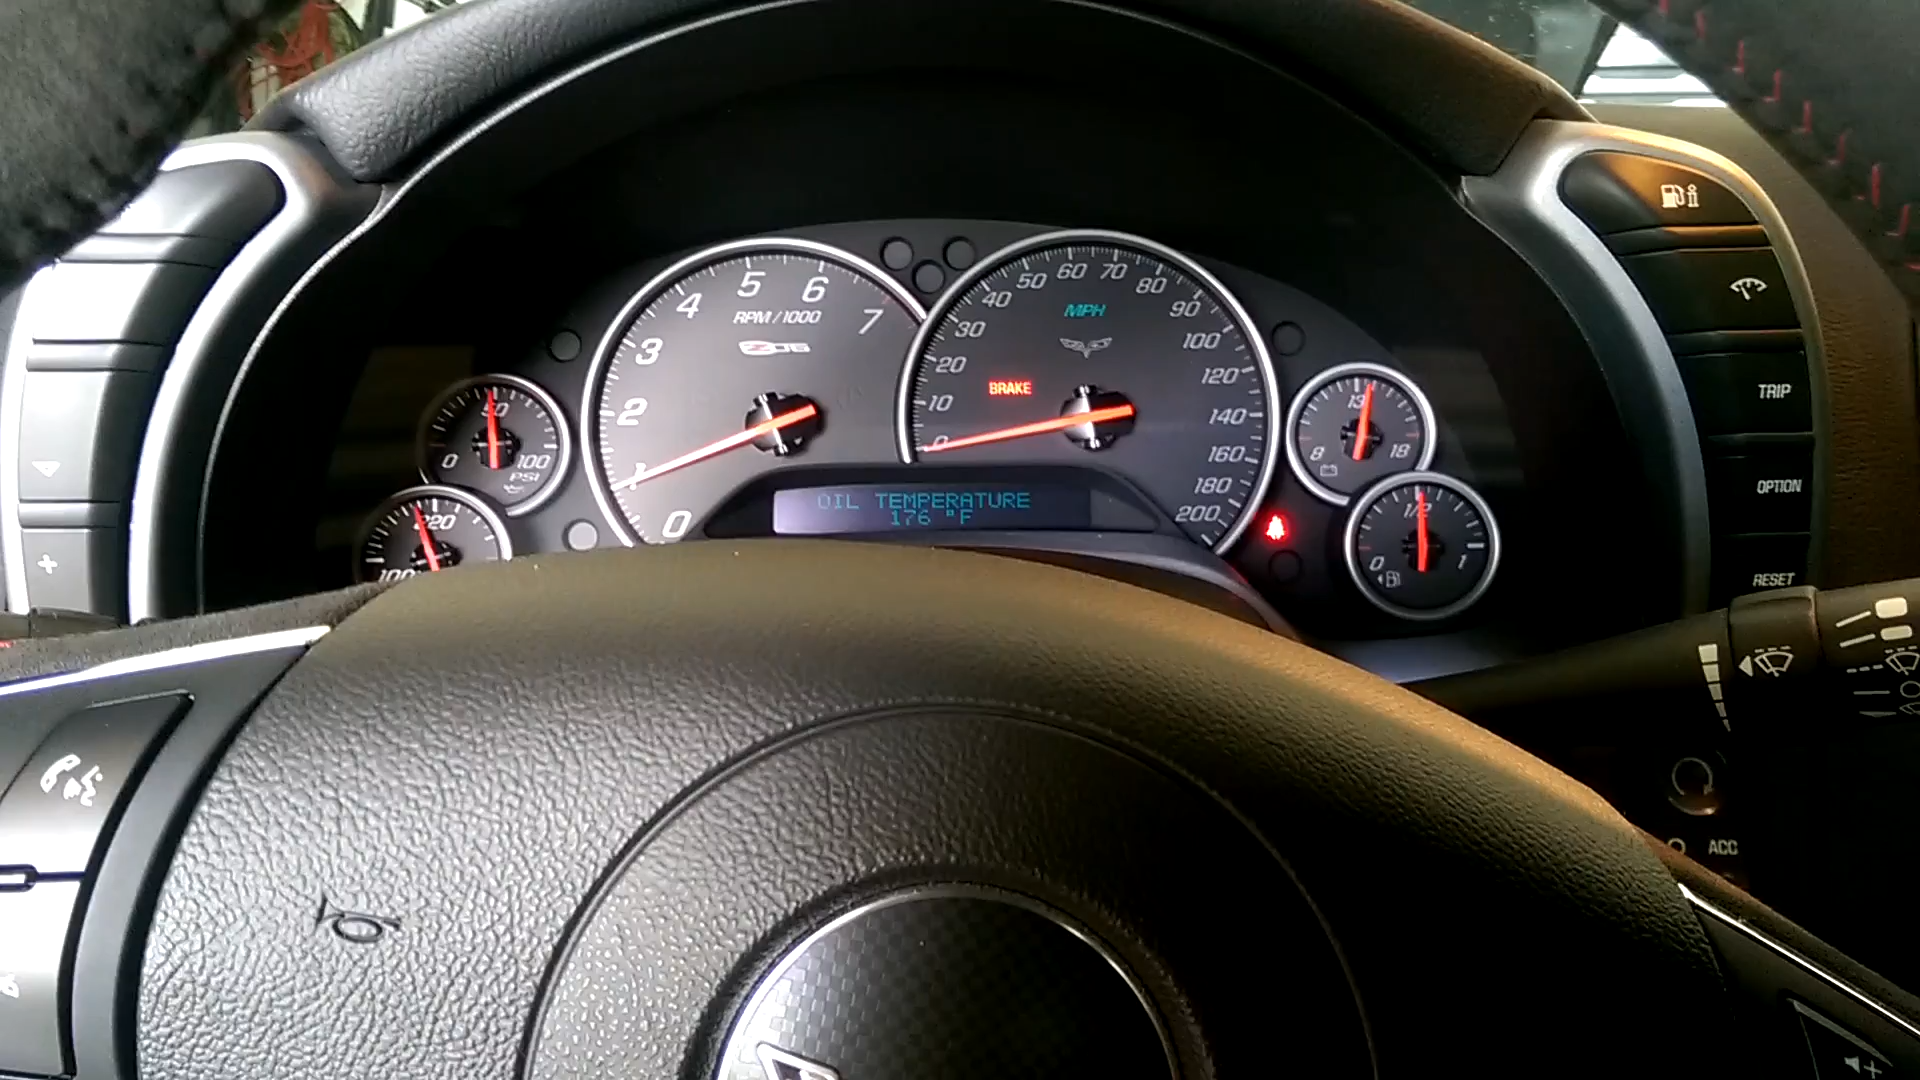 4 5 6
3 RPM/1000 7
Z06
2
1
0
50 60 70
40 80
30 MPH 90
20 100
BRAKE 120
10 140
0 160
180
200
50
0 100
PSI
220
100
OIL TEMPERATURE
176 °F
13
8 18
1/2
0 1
TRIP
OPTION
RESET
ACC